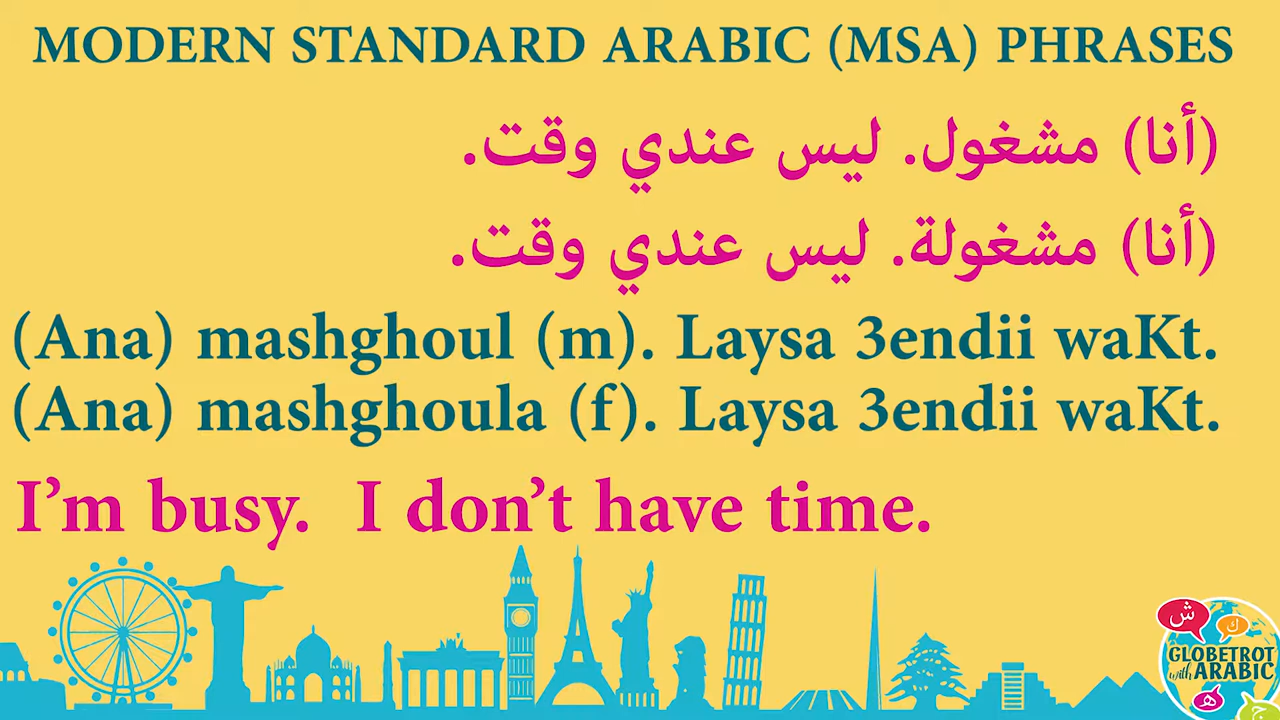 MODERN STANDARD ARABIC (MSA) PHRASES
(أنا) مشغول. ليس عندي وقت.
(أنا) مشغولة. ليس عندي وقت.
(Ana) mashghoul (m). Laysa 3endii waKt.
(Ana) mashghoula (f). Laysa 3endii waKt.
I’m busy. I don’t have time.
ش
ك
GLOBETROT
with ARABIC
ه
ح